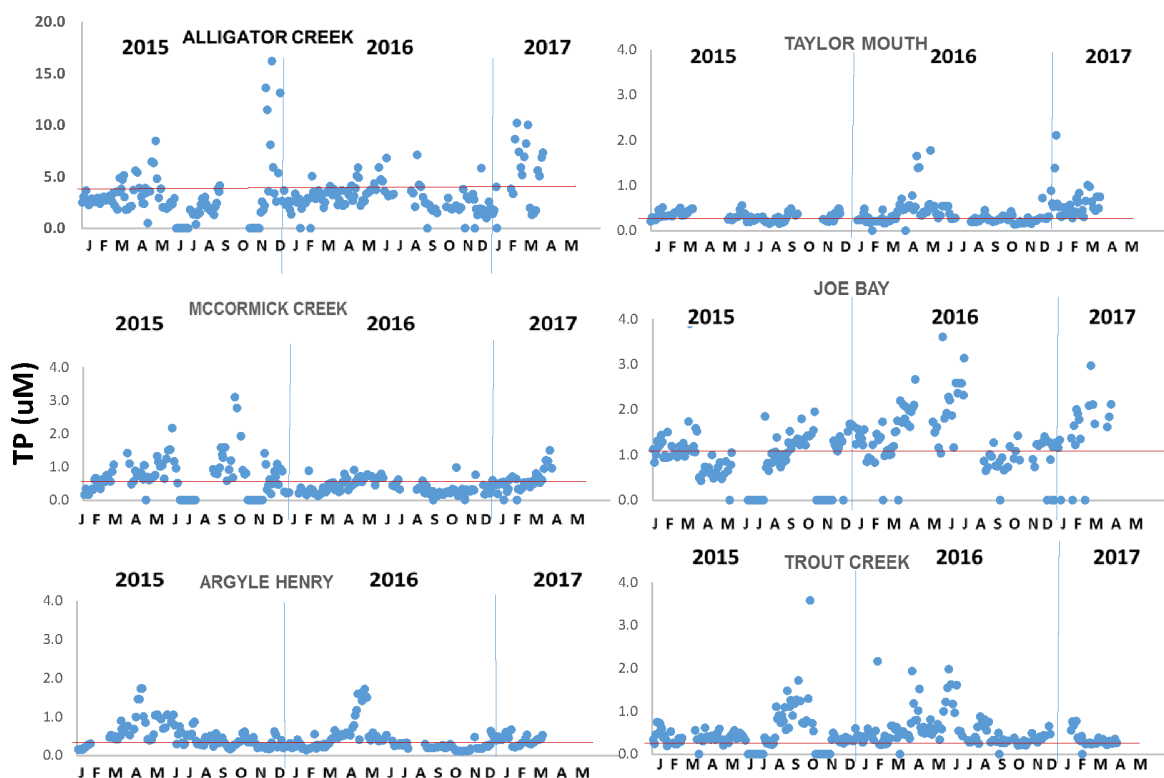 ALLIGATOR CREEK
2015 2016 2017
20.0
15.0
10.0
5.0
0.0
J F M A M J J A S O N D J F M A M J J A S O N D J F M A M
TAYLOR MOUTH
2015 2016 2017
4.0
3.0
2.0
1.0
0.0
J F M A M J J A S O N D J F M A M J J A S O N D J F M A M
MCCORMICK CREEK
2015 2016 2017
TP (uM)
4.0
3.0
2.0
1.0
0.0
J F M A M J J A S O N D J F M A M J J A S O N D J F M A M
JOE BAY
2015 2016 2017
4.0
3.0
2.0
1.0
0.0
J F M A M J J A S O N D J F M A M J J A S O N D J F M A M
ARGYLE HENRY
2015 2016 2017
4.0
3.0
2.0
1.0
0.0
J F M A M J J A S O N D J F M A M J J A S O N D J F M A M
TROUT CREEK
2015 2016 2017
4.0
3.0
2.0
1.0
0.0
J F M A M J J A S O N D J F M A M J J A S O N D J F M A M